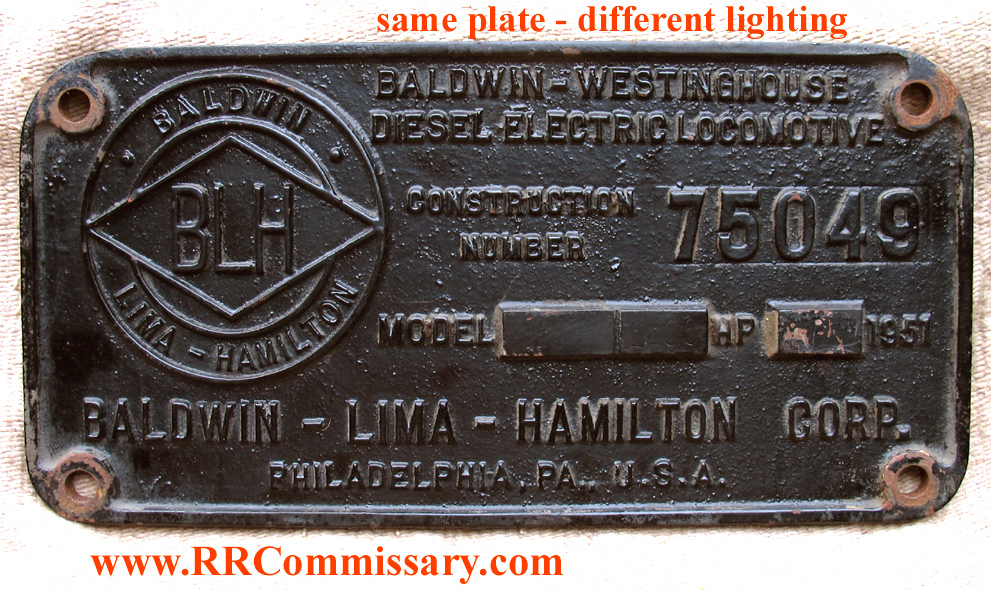 same plate - different lighting
BALDWIN
BLH
LIMA - HAMILTON
BALDWIN - WESTINGHOUSE
DIESEL-ELECTRIC LOCOMOTIVE
CONSTRUCTION
NUMBER
75049
MODEL HP 1951
BALDWIN - LIMA - HAMILTON CORP.
PHILADELPHIA, PA., U.S.A.
www.RRCommissary.com